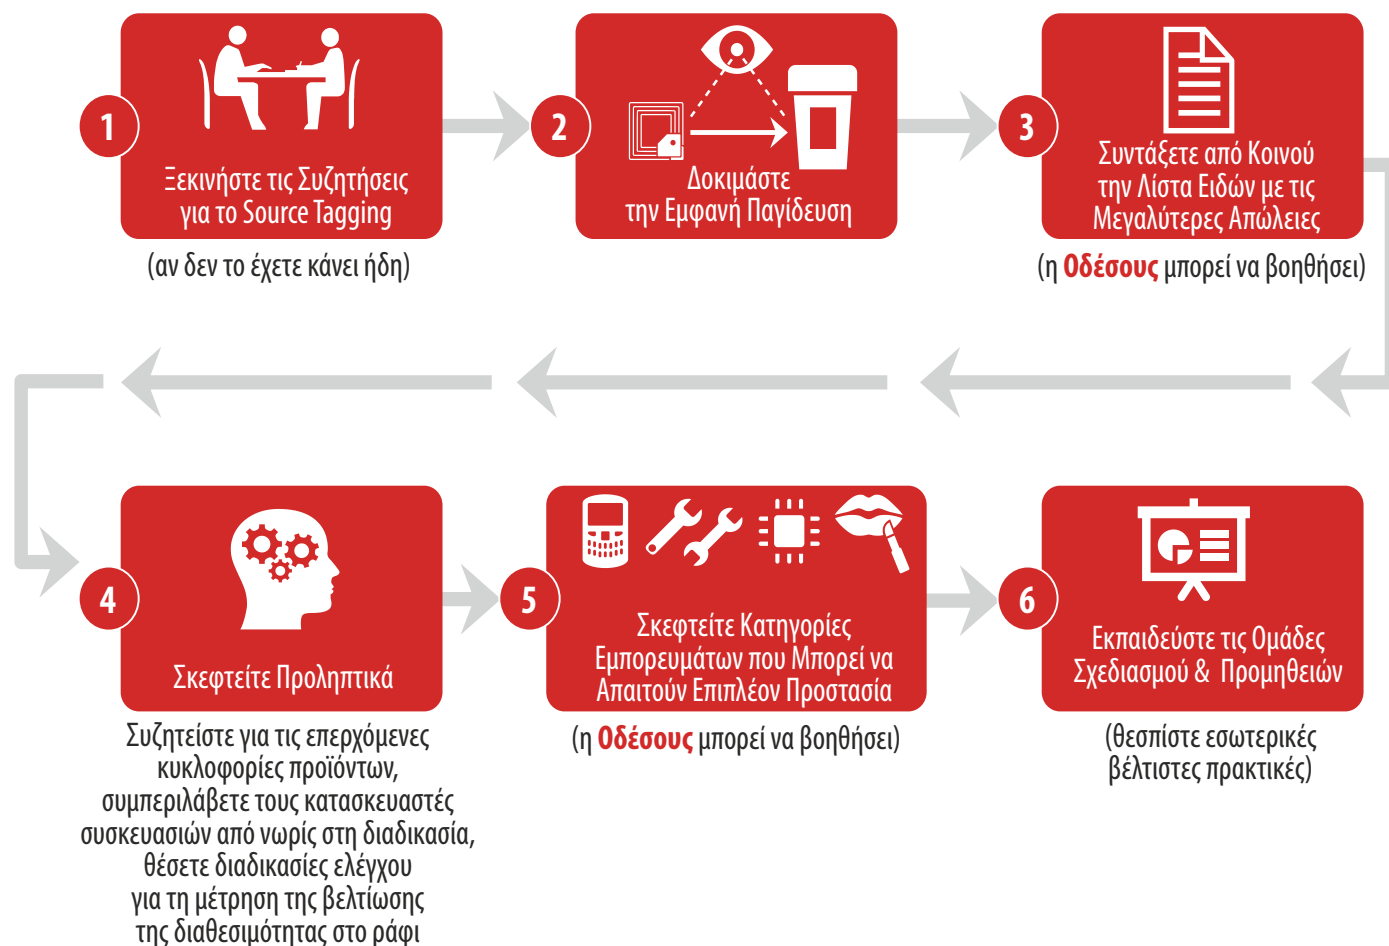 1
Ξεκινήστε τις Συζητήσεις
για το Source Tagging
(αν δεν το έχετε κάνει ήδη)
2
Δοκιμάστε
την Εμφανή Παγίδευση
3
Συντάξετε από Κοινού
την Λίστα Ειδών με τις
Μεγαλύτερες Απώλειες
(η Οδέσους μπορεί να βοηθήσει)
4
Σκεφτείτε Προληπτικά
Συζητείστε για τις επερχόμενες
κυκλοφορίες προϊόντων,
συμπεριλάβετε τους κατασκευαστές
συσκευασιών από νωρίς στη διαδικασία,
θέσετε διαδικασίες ελέγχου
για τη μέτρηση της βελτίωσης
της διαθεσιμότητας στο ράφι
5
Σκεφτείτε Κατηγορίες
Εμπορευμάτων που Μπορεί να
Απαιτούν Επιπλέον Προστασία
(η Οδέσους μπορεί να βοηθήσει)
6
Εκπαιδεύστε τις Ομάδες
Σχεδιασμού & Προμηθειών
(θεσπίστε εσωτερικές
βέλτιστες πρακτικές)